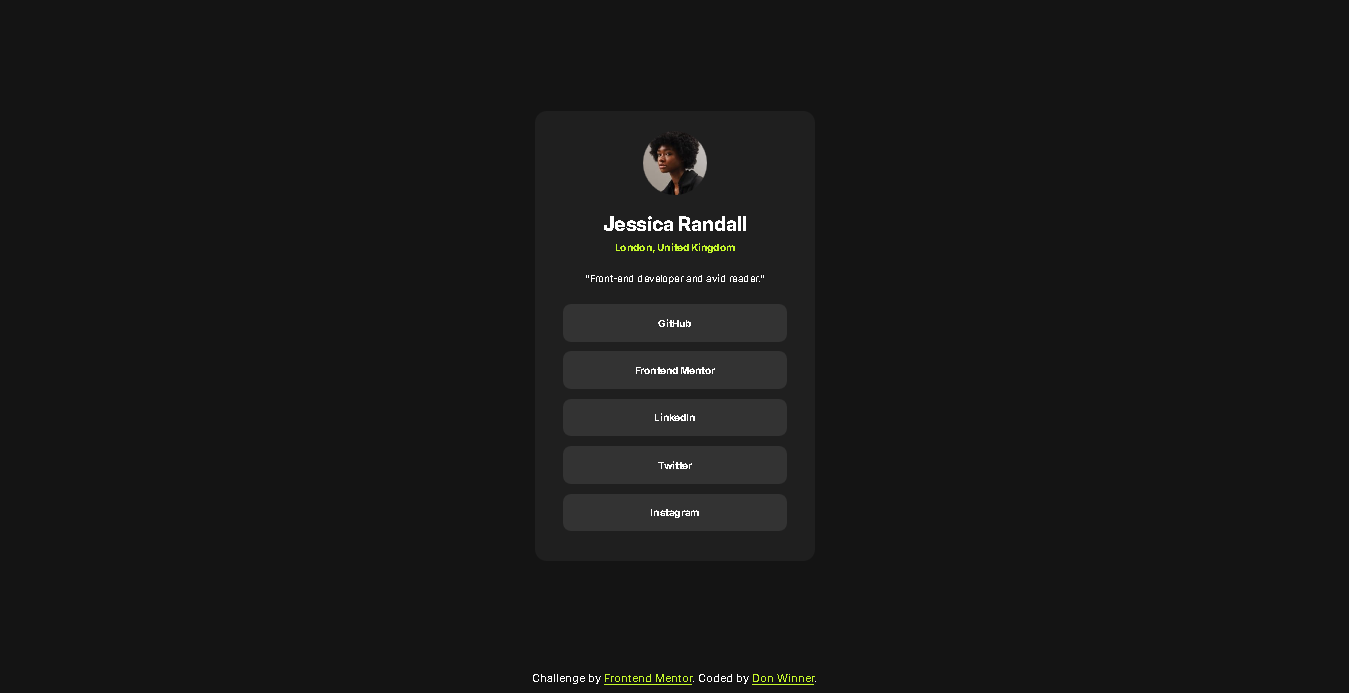 Jessica Randall
London, United Kingdom
"Front-end developer and avid reader."
GitHub
Frontend Mentor
LinkedIn
Twitter
Instagram
Challenge by Frontend Mentor. Coded by Don Winner.